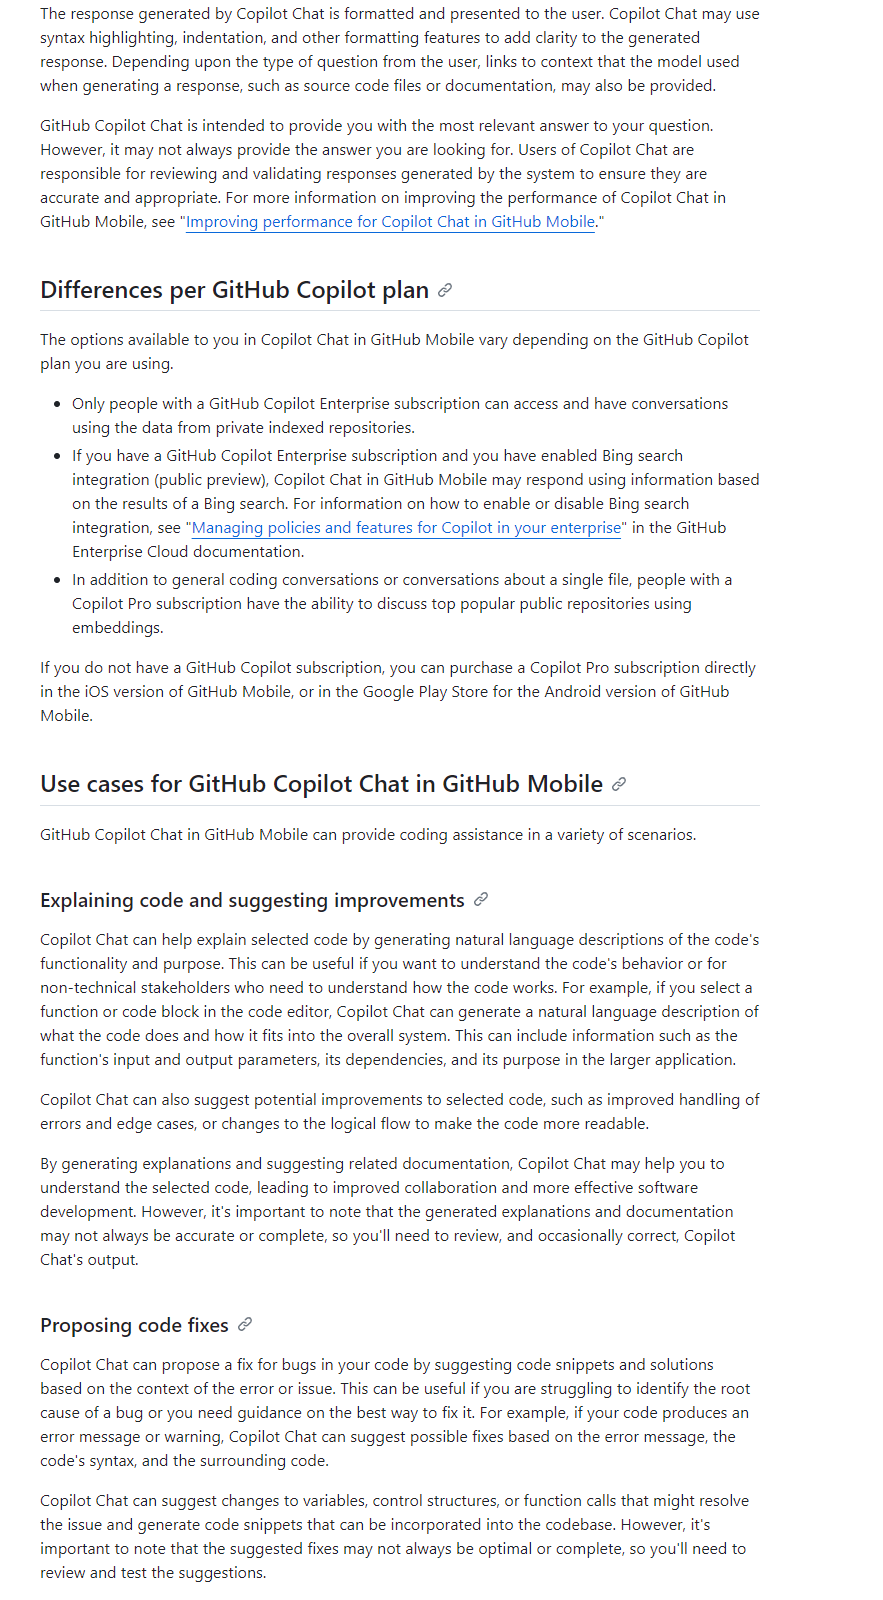 The response generated by Copilot Chat is formatted and presented to the user. Copilot Chat may use
syntax highlighting, indentation, and other formatting features to add clarity to the generated
response. Depending upon the type of question from the user, links to context that the model used
when generating a response, such as source code files or documentation, may also be provided.
GitHub Copilot Chat is intended to provide you with the most relevant answer to your question.
However, it may not always provide the answer you are looking for. Users of Copilot Chat are
responsible for reviewing and validating responses generated by the system to ensure they are
accurate and appropriate. For more information on improving the performance of Copilot Chat in
GitHub Mobile, see "Improving performance for Copilot Chat in GitHub Mobile."
Differences per GitHub Copilot plan
The options available to you in Copilot Chat in GitHub Mobile vary depending on the GitHub Copilot
plan you are using.
• Only people with a GitHub Copilot Enterprise subscription can access and have conversations
using the data from private indexed repositories.
• If you have a GitHub Copilot Enterprise subscription and you have enabled Bing search
integration (public preview), Copilot Chat in GitHub Mobile may respond using information based
on the results of a Bing search. For information on how to enable or disable Bing search
integration, see "Managing policies and features for Copilot in your enterprise" in the GitHub
Enterprise Cloud documentation.
• In addition to general coding conversations or conversations about a single file, people with a
Copilot Pro subscription have the ability to discuss top popular public repositories using
embeddings.
If you do not have a GitHub Copilot subscription, you can purchase a Copilot Pro subscription directly
in the iOS version of GitHub Mobile, or in the Google Play Store for the Android version of GitHub
Mobile.
Use cases for GitHub Copilot Chat in GitHub Mobile
GitHub Copilot Chat in GitHub Mobile can provide coding assistance in a variety of scenarios.
Explaining code and suggesting improvements
Copilot Chat can help explain selected code by generating natural language descriptions of the code's
functionality and purpose. This can be useful if you want to understand the code's behavior or for
non-technical stakeholders who need to understand how the code works. For example, if you select a
function or code block in the code editor, Copilot Chat can generate a natural language description of
what the code does and how it fits into the overall system. This can include information such as the
function's input and output parameters, its dependencies, and its purpose in the larger application.
Copilot Chat can also suggest potential improvements to selected code, such as improved handling of
errors and edge cases, or changes to the logical flow to make the code more readable.
By generating explanations and suggesting related documentation, Copilot Chat may help you to
understand the selected code, leading to improved collaboration and more effective software
development. However, it's important to note that the generated explanations and documentation
may not always be accurate or complete, so you'll need to review, and occasionally correct, Copilot
Chat's output.
Proposing code fixes
Copilot Chat can propose a fix for bugs in your code by suggesting code snippets and solutions
based on the context of the error or issue. This can be useful if you are struggling to identify the root
cause of a bug or you need guidance on the best way to fix it. For example, if your code produces an
error message or warning, Copilot Chat can suggest possible fixes based on the error message, the
code's syntax, and the surrounding code.
Copilot Chat can suggest changes to variables, control structures, or function calls that might resolve
the issue and generate code snippets that can be incorporated into the codebase. However, it's
important to note that the suggested fixes may not always be optimal or complete, so you'll need to
review and test the suggestions.